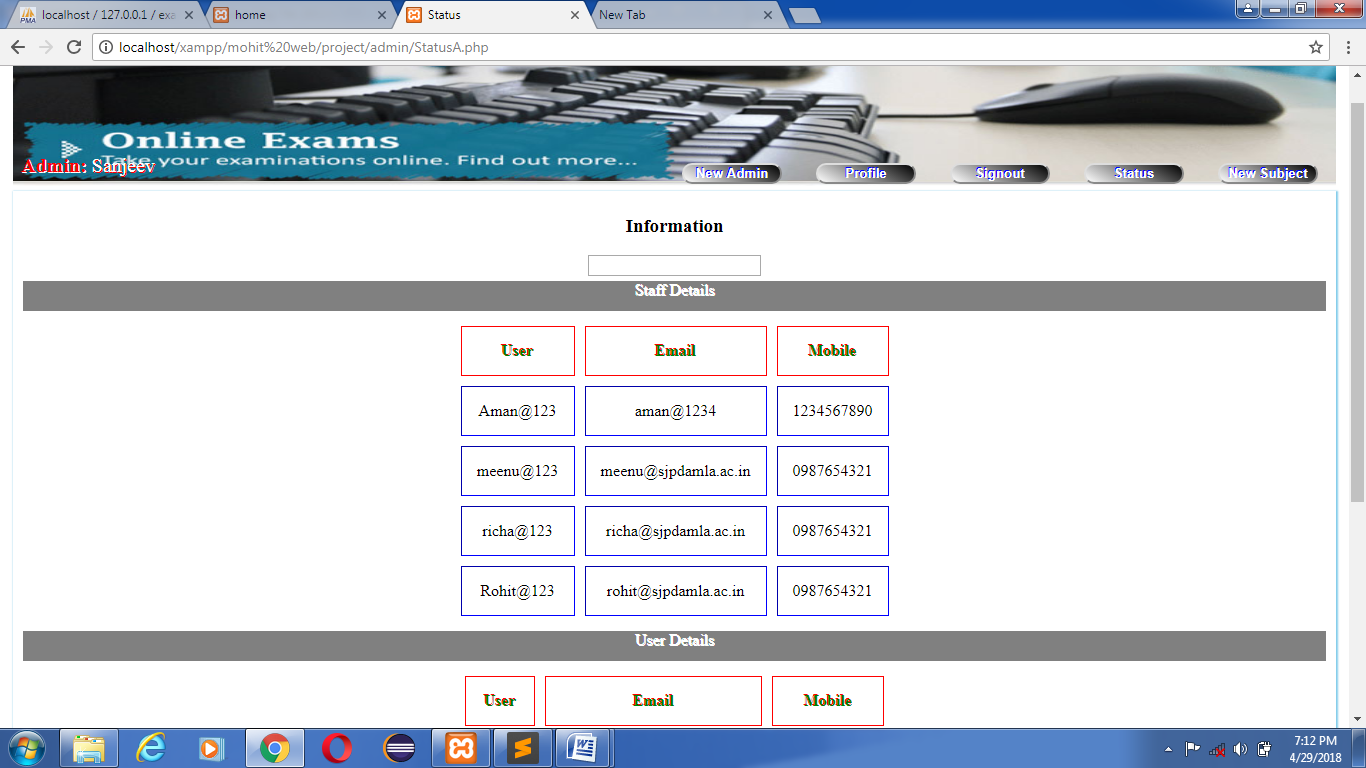 localhost / 127.0.0.1 / exa
home
Status
New Tab
localhost/xampp/mohit%20web/project/admin/StatusA.php
Online Exams
Take your examinations online. Find out more...
Admin: Sanjeev
New Admin Profile Signout Status New Subject
Information
Staff Details
User Email Mobile
Aman@123 aman@1234 1234567890
meenu@123 meenu@sjpdamla.ac.in 0987654321
richa@123 richa@sjpdamla.ac.in 0987654321
Rohit@123 rohit@sjpdamla.ac.in 0987654321
User Details
User Email Mobile
7:12 PM
4/29/2018